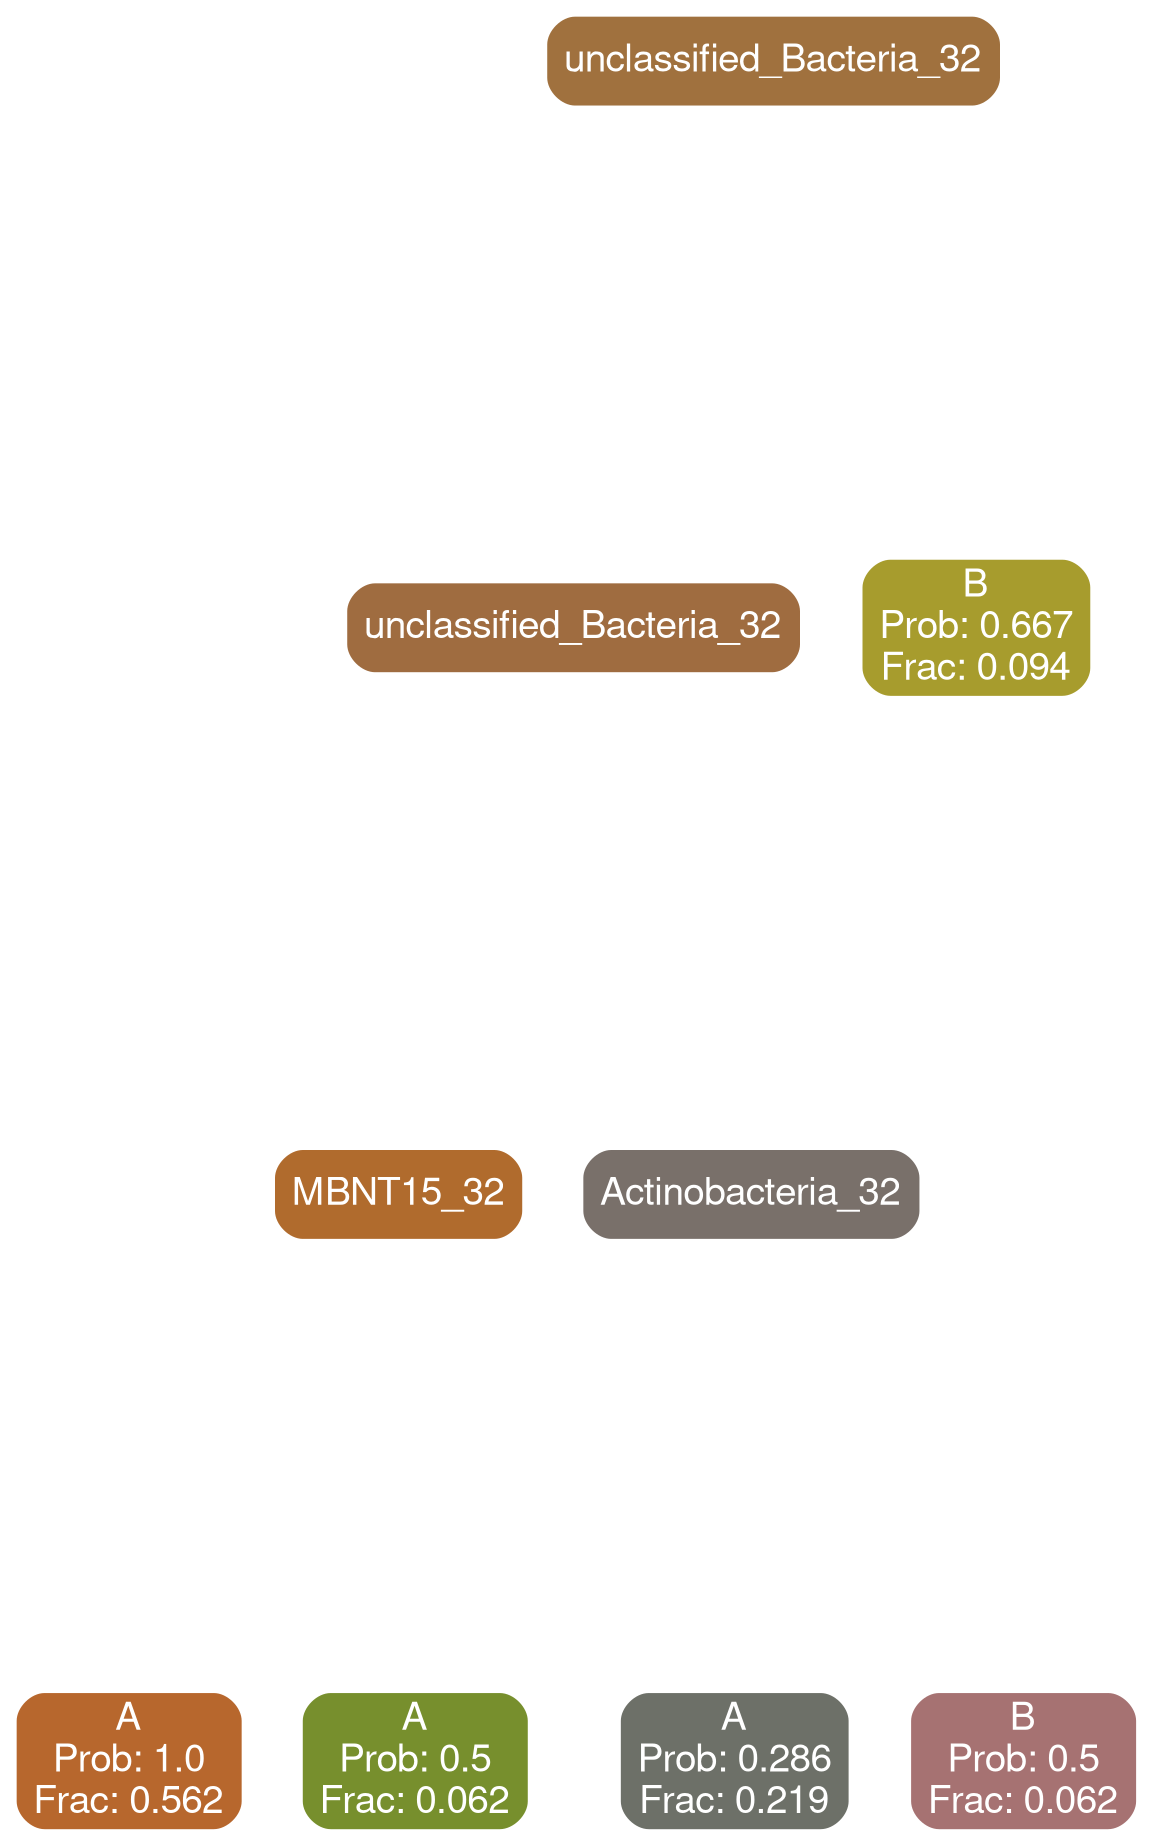 unclassified_Bacteria_32
unclassified_Bacteria_32
B
Prob: 0.667
Frac: 0.094
MBNT15_32
Actinobacteria_32
A
Prob: 1.0
Frac: 0.562
A
Prob: 0.5
Frac: 0.062
A
Prob: 0.286
Frac: 0.219
B
Prob: 0.5
Frac: 0.062